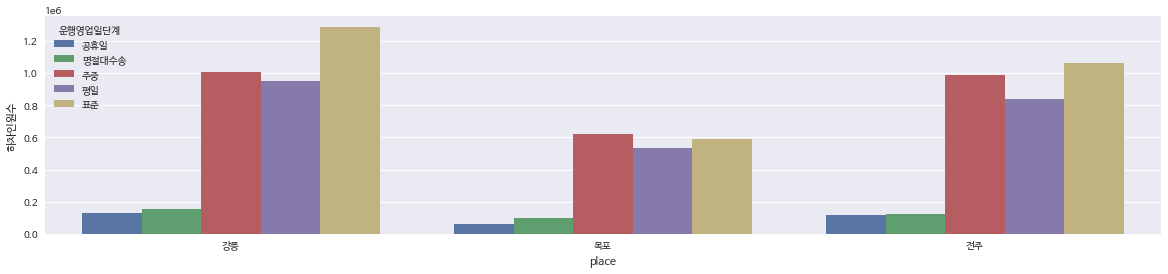 1e6
운행영업일단계
공휴일
명절대수송
주중
평일
표준
1.2
1.0
0.8
0.6
0.4
0.2
0.0
하차인원수
강릉
목포
전주
place